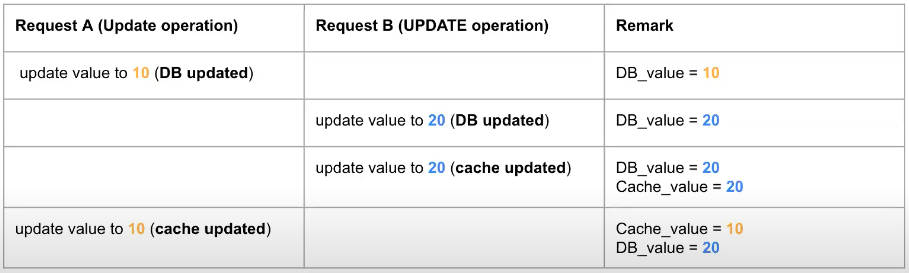 Request A (Update operation)
Request B (UPDATE operation)
Remark
update value to 10 (DB updated)
DB_value = 10
update value to 20 (DB updated)
DB_value = 20
update value to 20 (cache updated)
DB_value = 20
Cache_value = 20
update value to 10 (cache updated)
Cache_value = 10
DB_value = 20